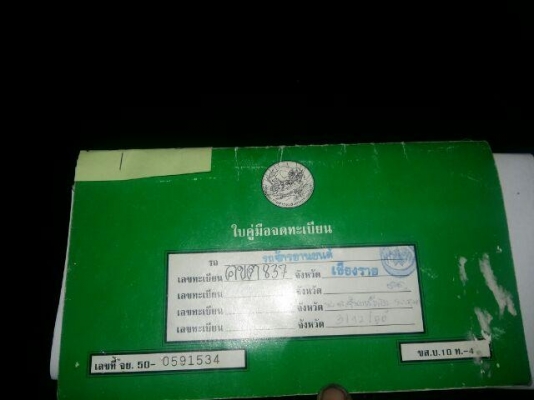 ใบคู่มือจดทะเบียน
รถ รถจักรยานยนต์
เลขทะเบียน 837 จังหวัด เชียงราย
เลขทะเบียน จังหวัด
เลขทะเบียน จังหวัด
เลขทะเบียน จังหวัด
เลขที่ จย. 50- 0591534
ขส.บ.10 ท.-4